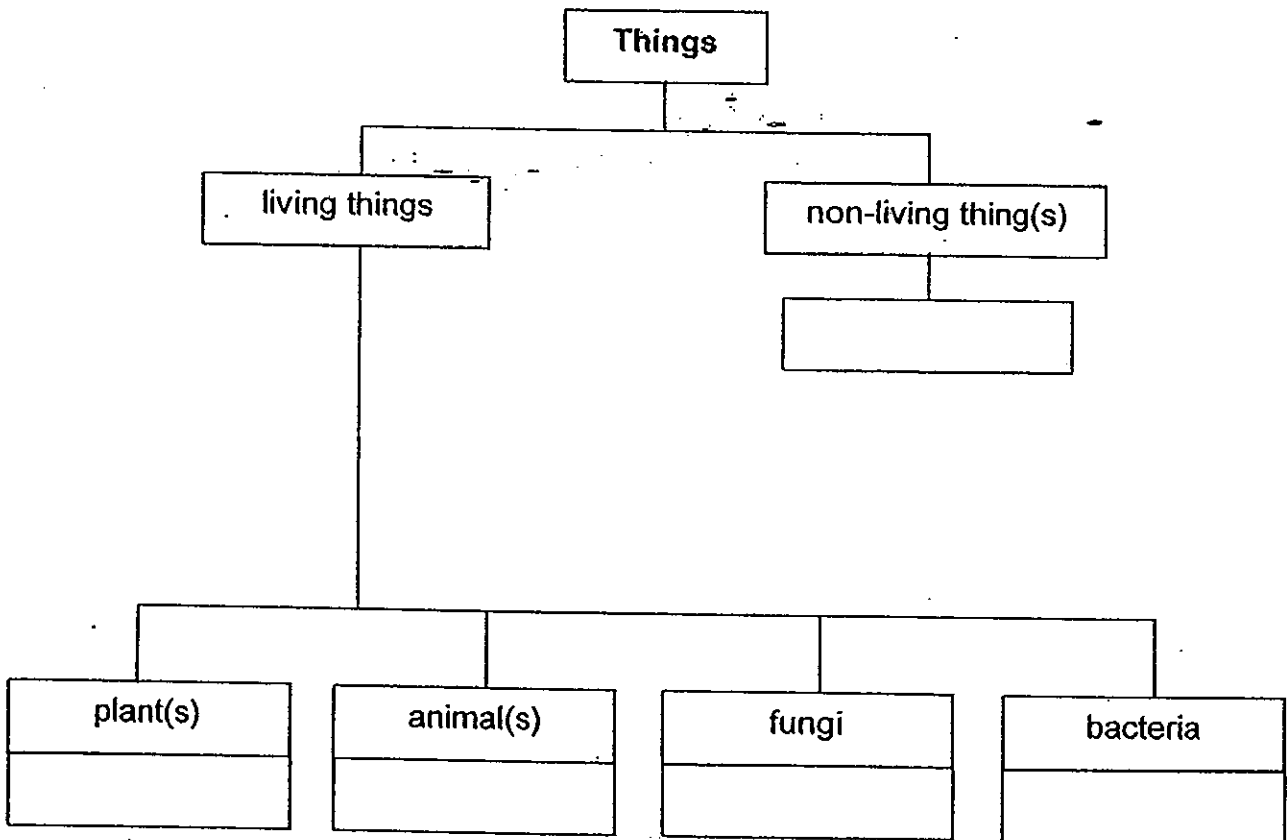 Things
living things
non-living thing(s)
plant(s)
animal(s)
fungi
bacteria